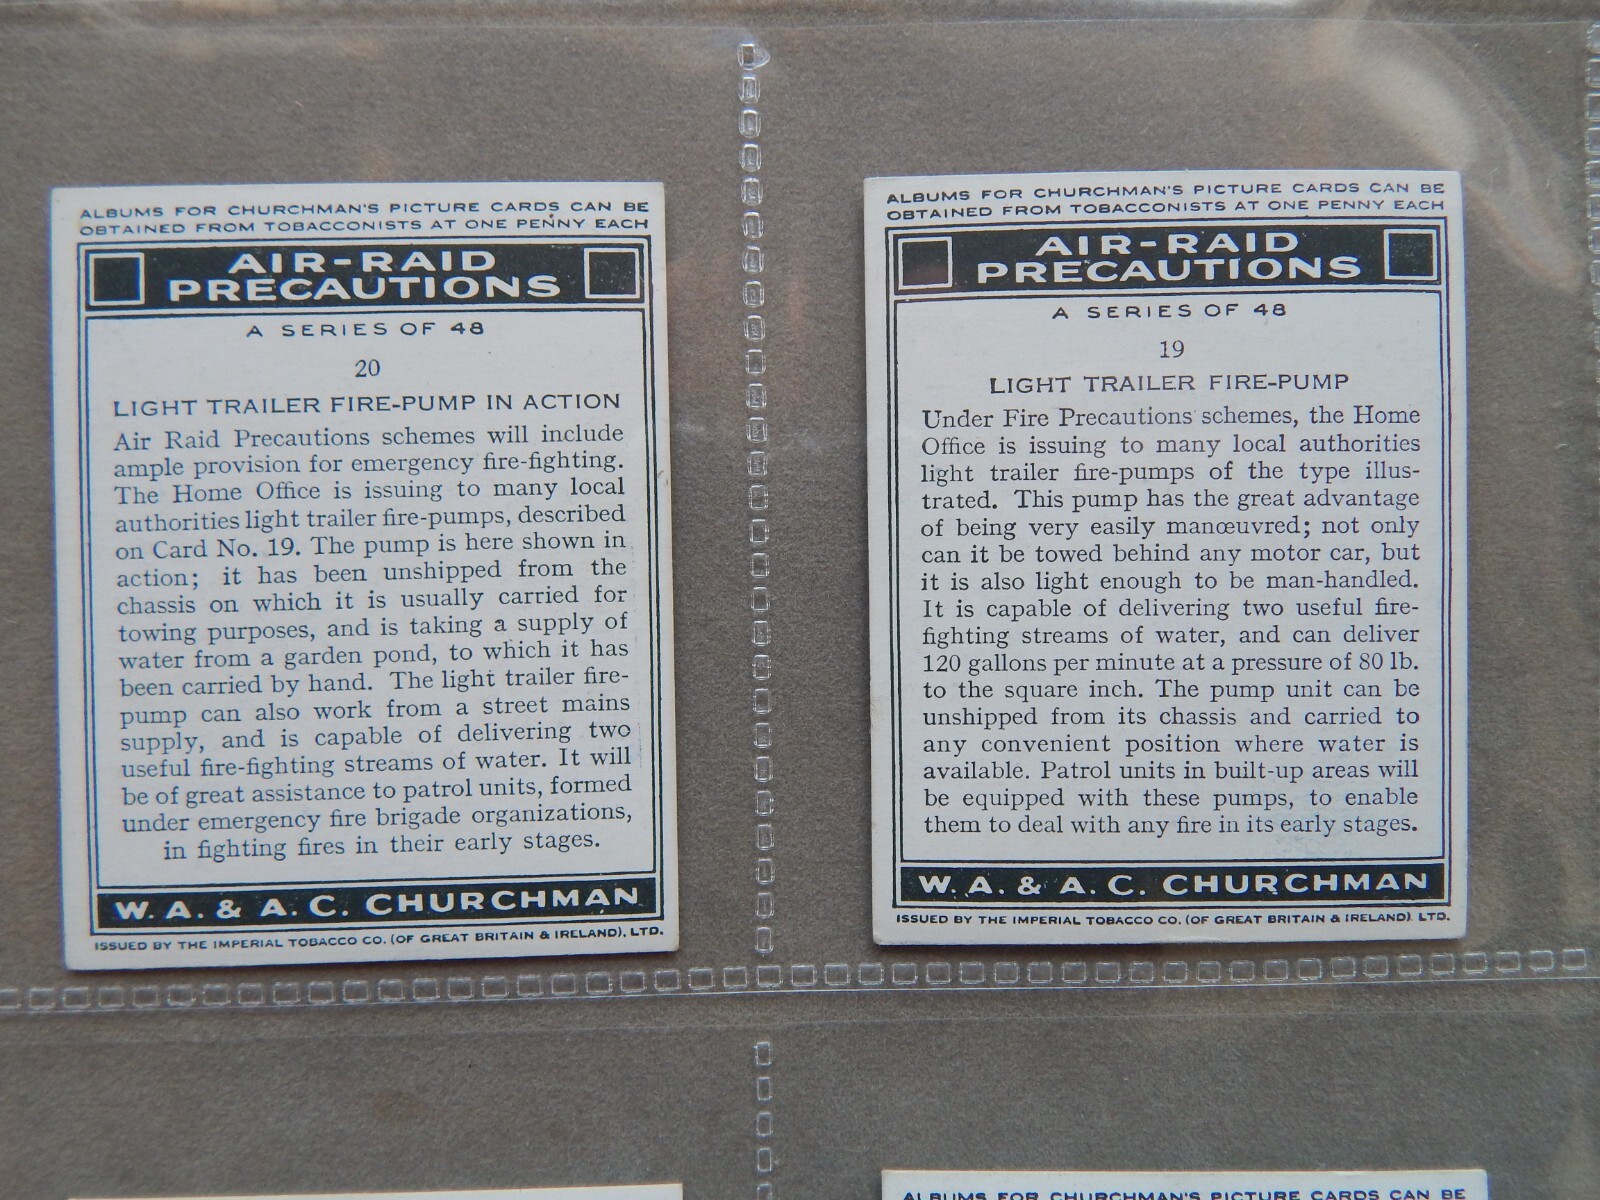 ALBUMS FOR CHURCHMAN'S PICTURE CARDS CAN BE
OBTAINED FROM TOBACCONISTS AT ONE PENNY EACH
AIR-RAID
PRECAUTIONS
A SERIES OF 48
20
LIGHT TRAILER FIRE-PUMP IN ACTION
Air Raid Precautions schemes will include
ample provision for emergency fire-fighting.
The Home Office is issuing to many local
authorities light trailer fire-pumps, described
on Card No. 19. The pump is here shown in
action; it has been unshipped from the
chassis on which it is usually carried for
towing purposes, and is taking a supply of
water from a garden pond, to which it has
been carried by hand. The light trailer fire-
pump can also work from a street mains
supply, and is capable of delivering two
useful fire-fighting streams of water. It will
be of great assistance to patrol units, formed
under emergency fire brigade organizations,
in fighting fires in their early stages.
W. A. & A. C. CHURCHMAN
ISSUED BY THE IMPERIAL TOBACCO CO. (OF GREAT BRITAIN & IRELAND), LTD.
ALBUMS FOR CHURCHMAN'S PICTURE CARDS CAN BE
OBTAINED FROM TOBACCONISTS AT ONE PENNY EACH
AIR-RAID
PRECAUTIONS
A SERIES OF 48
19
LIGHT TRAILER FIRE-PUMP
Under Fire Precautions schemes, the Home
Office is issuing to many local authorities
light trailer fire-pumps of the type illus-
trated. This pump has the great advantage
of being very easily manœuvred; not only
can it be towed behind any motor car, but
it is also light enough to be man-handled.
It is capable of delivering two useful fire-
fighting streams of water, and can deliver
120 gallons per minute at a pressure of 80 lb.
to the square inch. The pump unit can be
unshipped from its chassis and carried to
any convenient position where water is
available. Patrol units in built-up areas will
be equipped with these pumps, to enable
them to deal with any fire in its early stages.
W. A. & A. C. CHURCHMAN
ISSUED BY THE IMPERIAL TOBACCO CO. (OF GREAT BRITAIN & IRELAND), LTD.
ALBUMS FOR CHURCHMAN'S PICTURE CARDS CAN BE